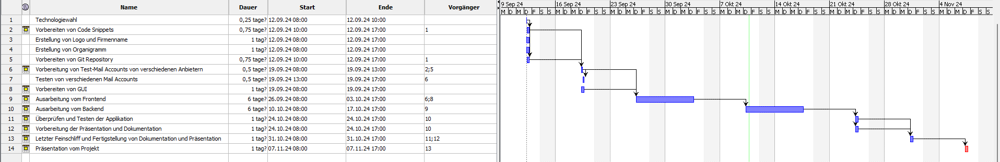 Name Dauer Start Ende Vorgänger
9 Sep 24 16 Sep 24 23 Sep 24 30 Sep 24 7 Okt 24 14 Okt 24 21 Okt 24 28 Okt 24 4 Nov 24
M D M D F S S M D M D F S S M D M D F S S M D M D F S S M D M D F S S M D M D F S S M D M D F S S M D M D F S S M D M D F S S
1 Technologiewahl 0,25 tage? 12.09.24 08:00 12.09.24 10:00
2 Vorbereiten von Code Snippets 0,75 tage? 12.09.24 10:00 12.09.24 17:00 1
3 Erstellung von Logo und Firmenname 1 tag? 12.09.24 08:00 12.09.24 17:00
4 Erstellung von Organigramm 1 tag? 12.09.24 08:00 12.09.24 17:00
5 Vorbereiten von Git Repository 0,75 tage? 12.09.24 10:00 12.09.24 17:00 1
6 Vorbereitung von Test-Mail Accounts von verschiedenen Anbietern 0,5 tage? 19.09.24 08:00 19.09.24 13:00 2;5
7 Testen von verschiedenen Mail Accounts 0,5 tage? 19.09.24 13:00 19.09.24 17:00 6
8 Vorbereiten von GUI 1 tag? 19.09.24 08:00 19.09.24 17:00
9 Ausarbeitung vom Frontend 6 tage? 26.09.24 08:00 03.10.24 17:00 6;8
10 Ausarbeitung vom Backend 6 tage? 10.10.24 08:00 17.10.24 17:00 9
11 Überprüfen und Testen der Applikation 1 tag? 24.10.24 08:00 24.10.24 17:00 10
12 Vorbereitung der Präsentation und Dokumentation 1 tag? 24.10.24 08:00 24.10.24 17:00 10
13 Letzter Feinschliff und Fertigstellung von Dokumentation und Präsentation 1 tag? 31.10.24 08:00 31.10.24 17:00 11;12
14 Präsentation vom Projekt 1 tag? 07.11.24 08:00 07.11.24 17:00 13